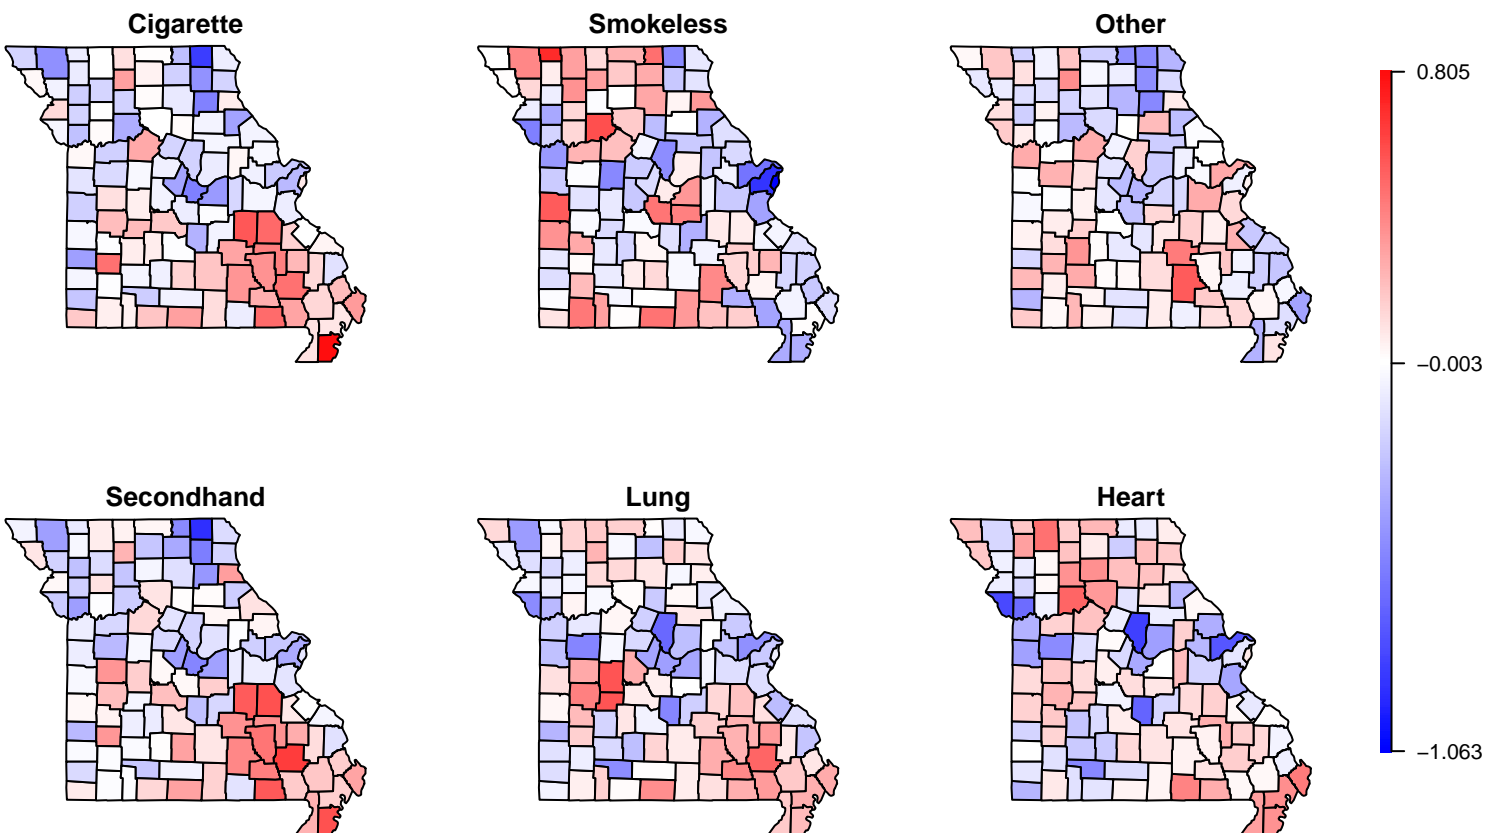 Cigarette
Smokeless
Other
0.805
−0.003
−1.063
Secondhand
Lung
Heart